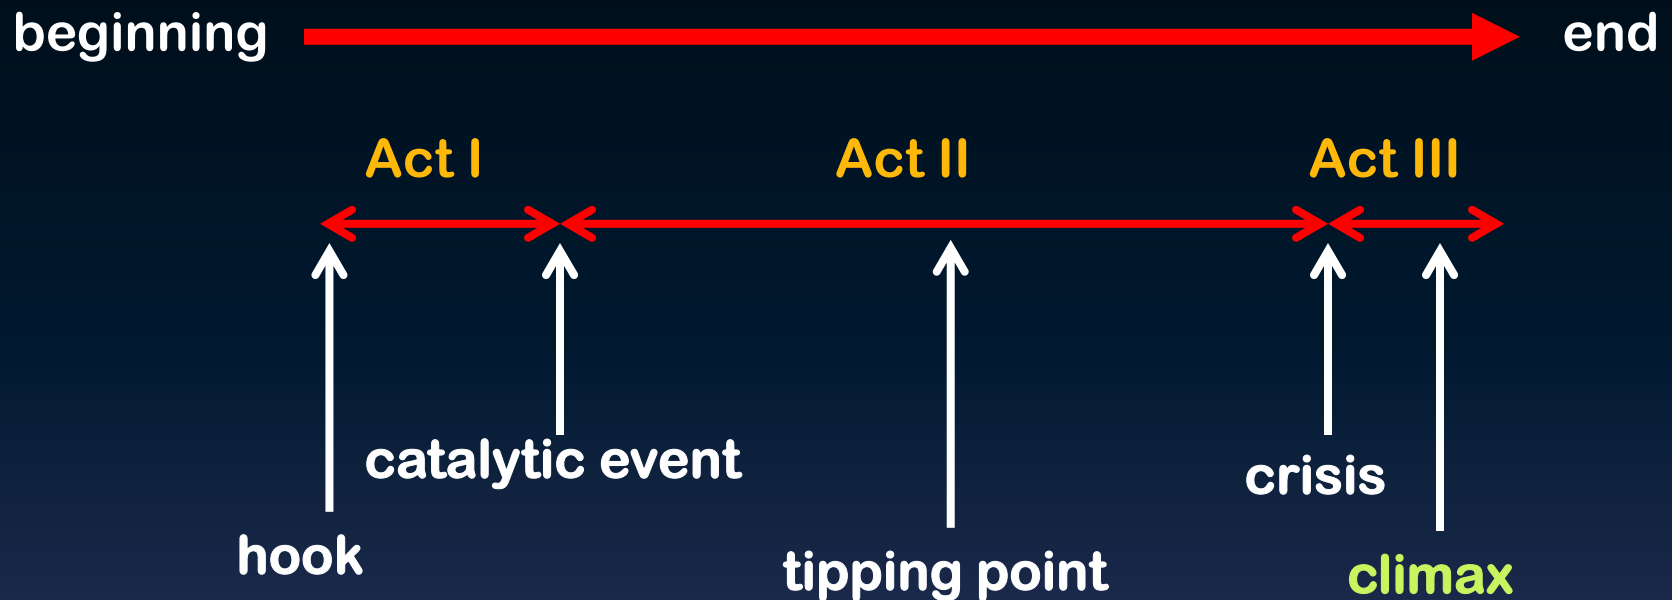 beginning
end
Act I
Act II
Act III
catalytic event
crisis
hook
tipping point
climax